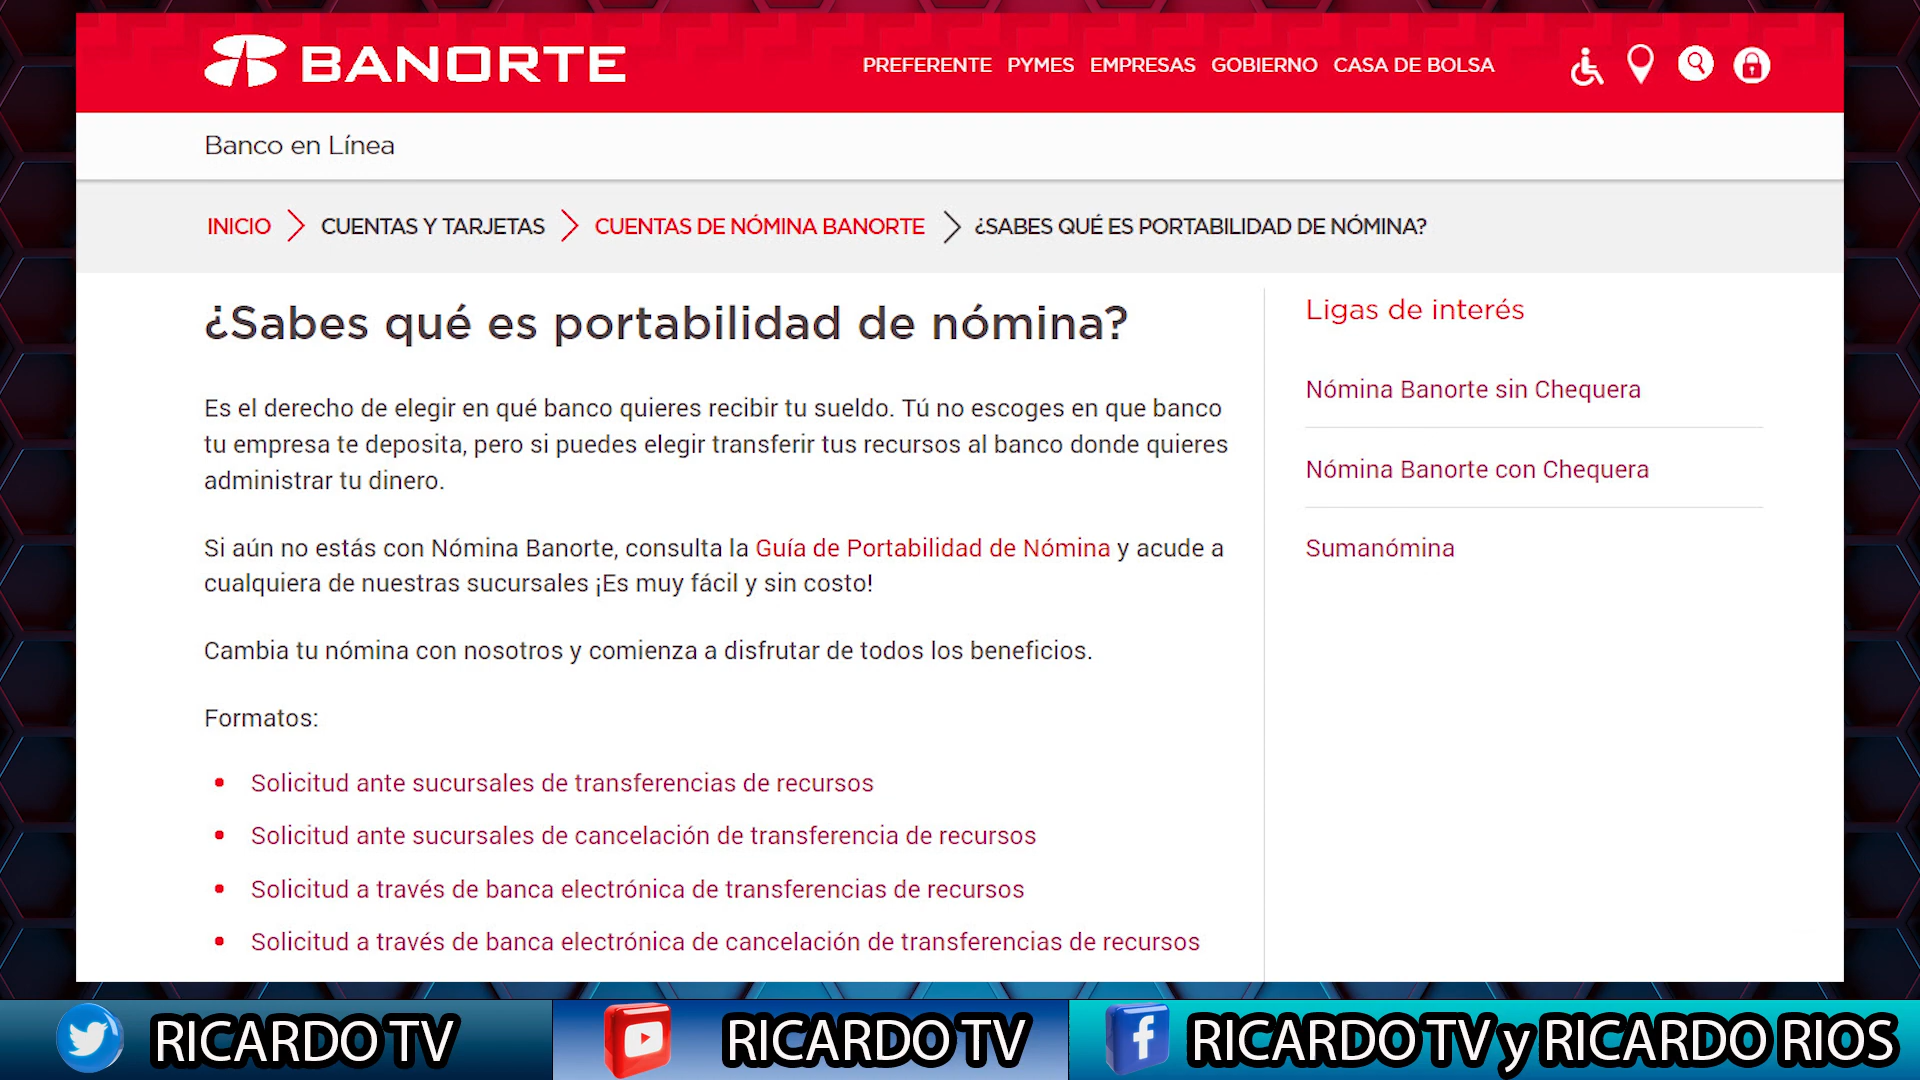 BANORTE
PREFERENTE PYMES EMPRESAS GOBIERNO CASA DE BOLSA
Banco en Línea
INICIO CUENTAS Y TARJETAS CUENTAS DE NÓMINA BANORTE ¿SABES QUÉ ES PORTABILIDAD DE NÓMINA?
¿Sabes qué es portabilidad de nómina?
Es el derecho de elegir en qué banco quieres recibir tu sueldo. Tú no escoges en que banco
tu empresa te deposita, pero si puedes elegir transferir tus recursos al banco donde quieres
administrar tu dinero.
Si aún no estás con Nómina Banorte, consulta la Guía de Portabilidad de Nómina y acude a
cualquiera de nuestras sucursales ¡Es muy fácil y sin costo!
Cambia tu nómina con nosotros y comienza a disfrutar de todos los beneficios.
Formatos:
• Solicitud ante sucursales de transferencias de recursos
• Solicitud ante sucursales de cancelación de transferencia de recursos
• Solicitud a través de banca electrónica de transferencias de recursos
• Solicitud a través de banca electrónica de cancelación de transferencias de recursos
Ligas de interés
Nómina Banorte sin Chequera
Nómina Banorte con Chequera
Sumanómina
RICARDO TV
RICARDO TV
RICARDO TV y RICARDO RIOS